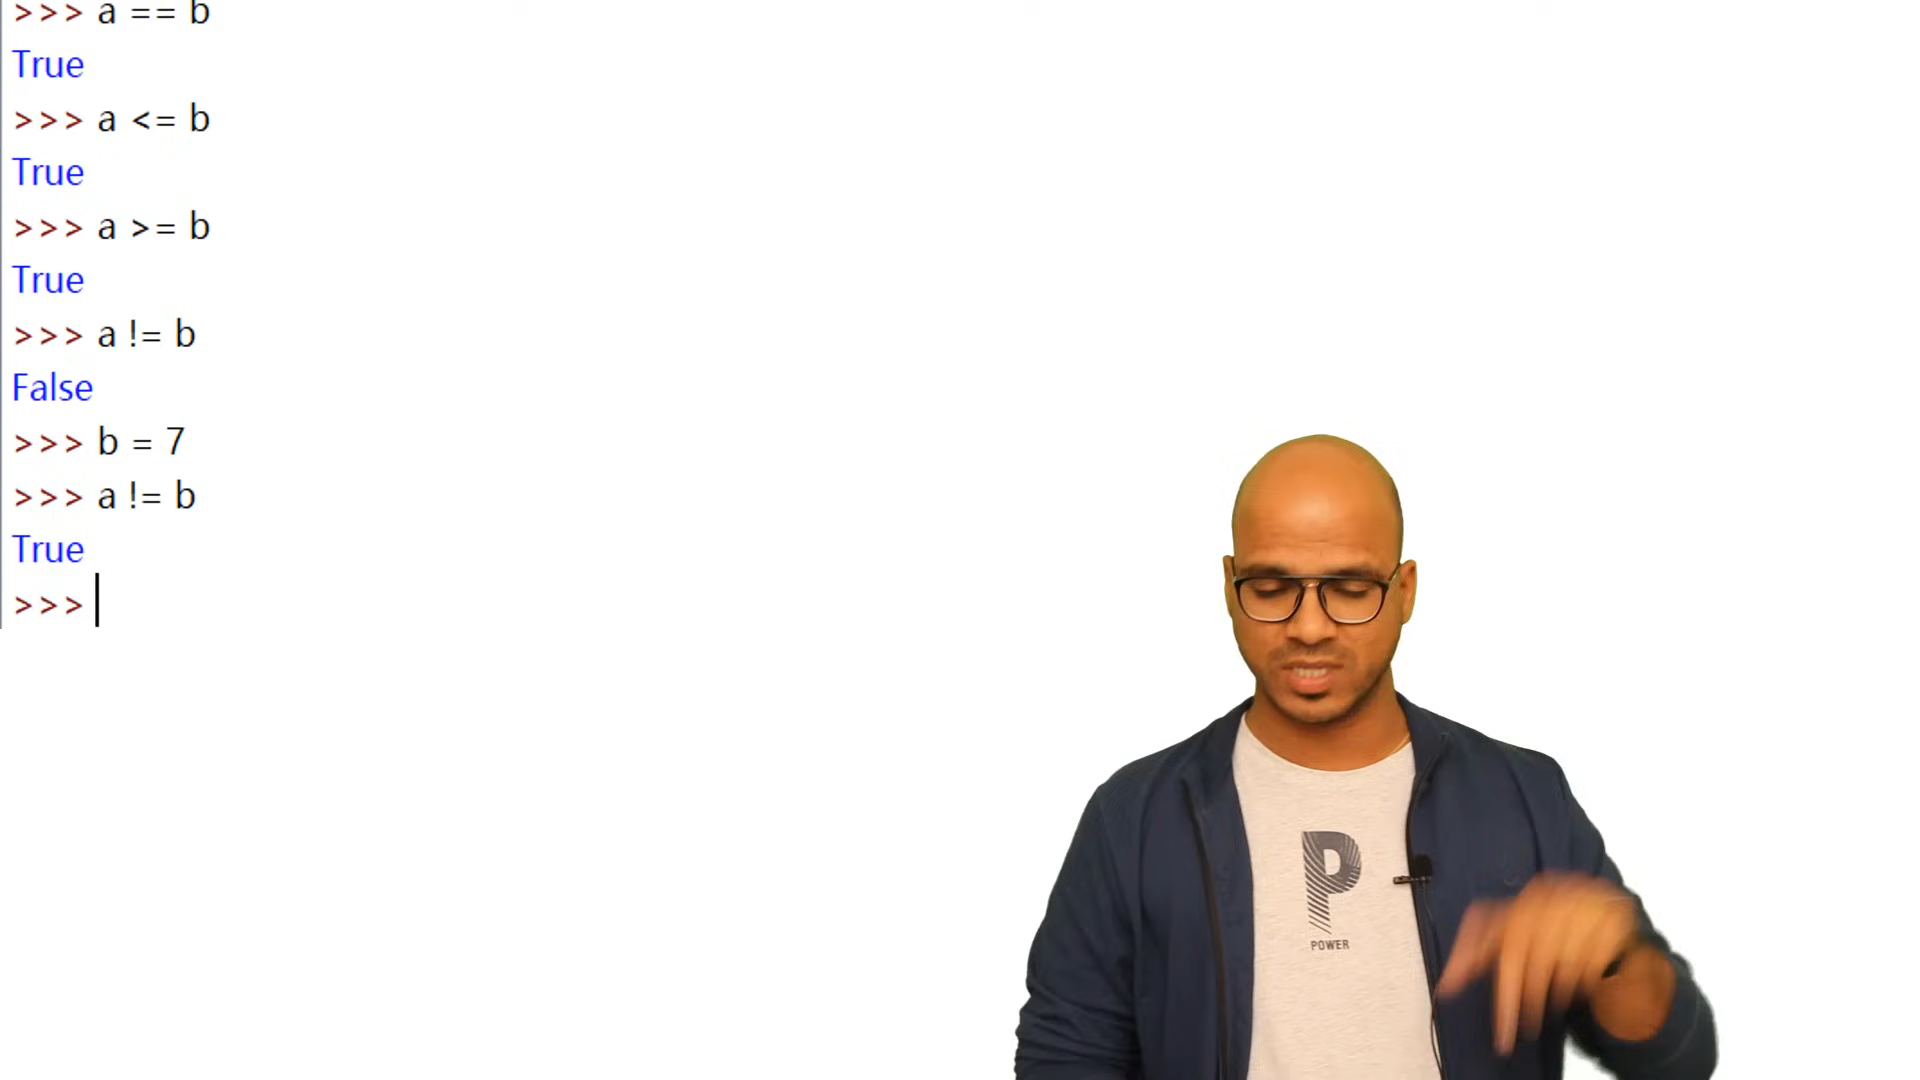 >>> a == b
True
>>> a <= b
True
>>> a >= b
True
>>> a != b
False
>>> b = 7
>>> a != b
True
>>>
P
POWER